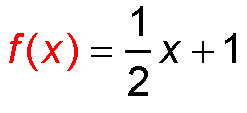 f(x) = 1/2 x + 1